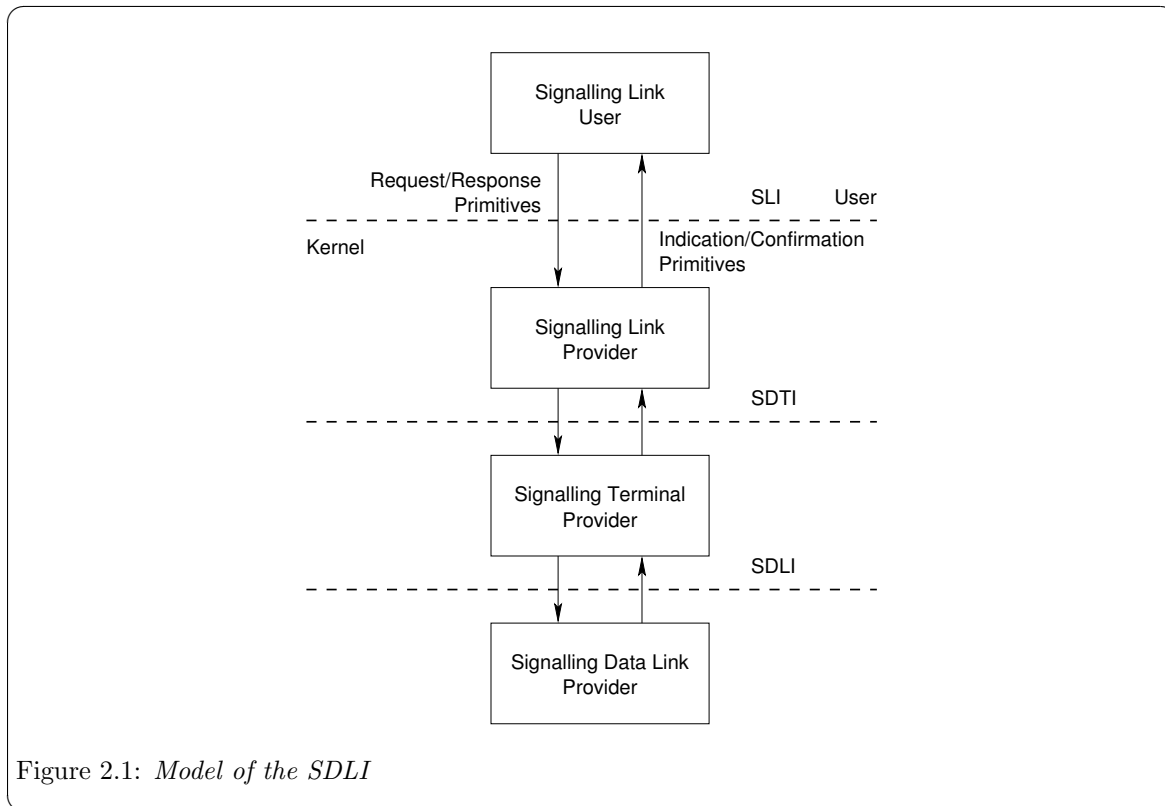 Signalling Link
User
Request/Response
Primitives
SLI User
Kernel
Indication/Confirmation
Primitives
Signalling Link
Provider
SDTI
Signalling Terminal
Provider
SDLI
Signalling Data Link
Provider
Figure 2.1: Model of the SDLI